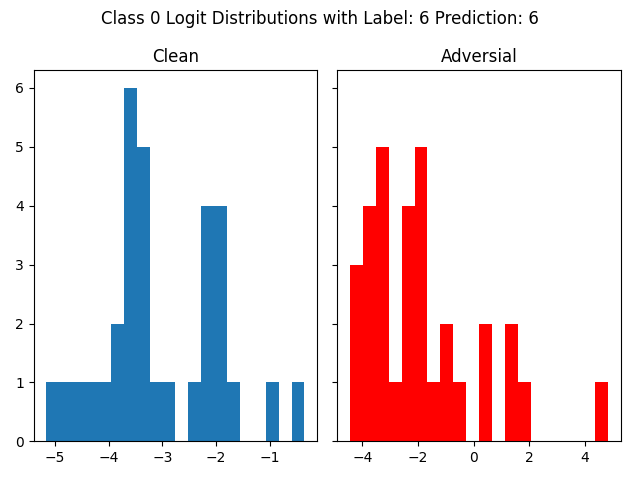 Class 0 Logit Distributions with Label: 6 Prediction: 6
Clean
Adversial
6
5
4
3
2
1
0
−5 −4 −3 −2 −1
−4 −2 0 2 4